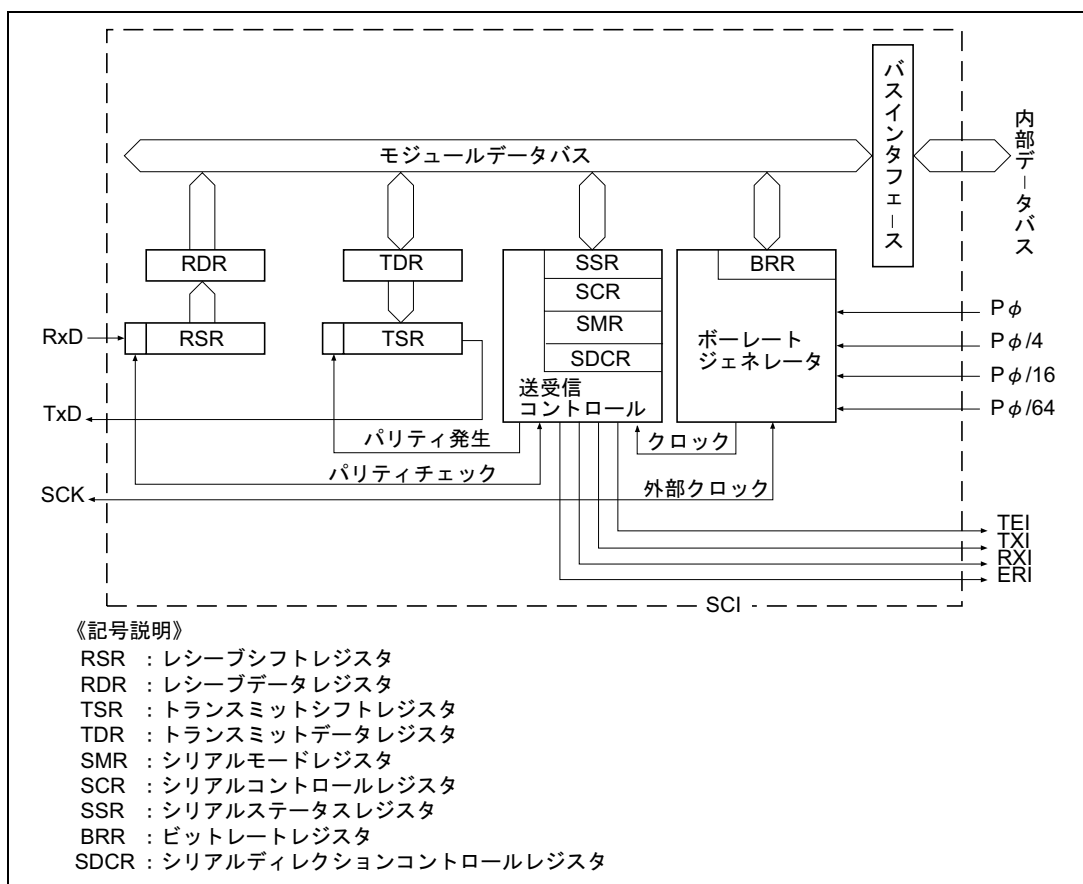 バスインタフェース
内部データバス
モジュールデータバス
RDR
TDR
SSR
BRR
SCR
RxD
RSR
TSR
SMR
SDCR
ボーレート
ジェネレータ
Pφ
Pφ/4
Pφ/16
Pφ/64
送受信
コントロール
TxD
パリティ発生
クロック
パリティチェック
SCK
外部クロック
TEI
TXI
RXI
ERI
SCI
《記号説明》
RSR :レシーブシフトレジスタ
RDR :レシーブデータレジスタ
TSR :トランスミットシフトレジスタ
TDR :トランスミットデータレジスタ
SMR :シリアルモードレジスタ
SCR :シリアルコントロールレジスタ
SSR :シリアルステータスレジスタ
BRR :ビットレートレジスタ
SDCR :シリアルディレクションコントロールレジスタ